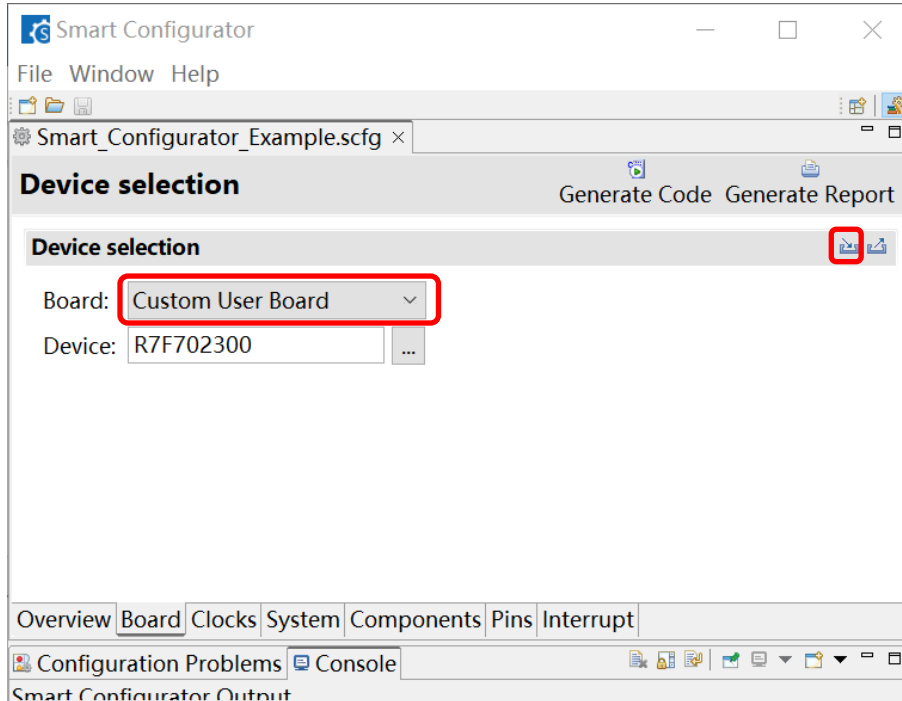 Smart Configurator
File Window Help
Smart_Configurator_Example.scfg
Device selection
Generate Code Generate Report
Device selection
Board: Custom User Board
Device: R7F702300 ...
Overview Board Clocks System Components Pins Interrupt
Configuration Problems Console
Smart Configurator Output